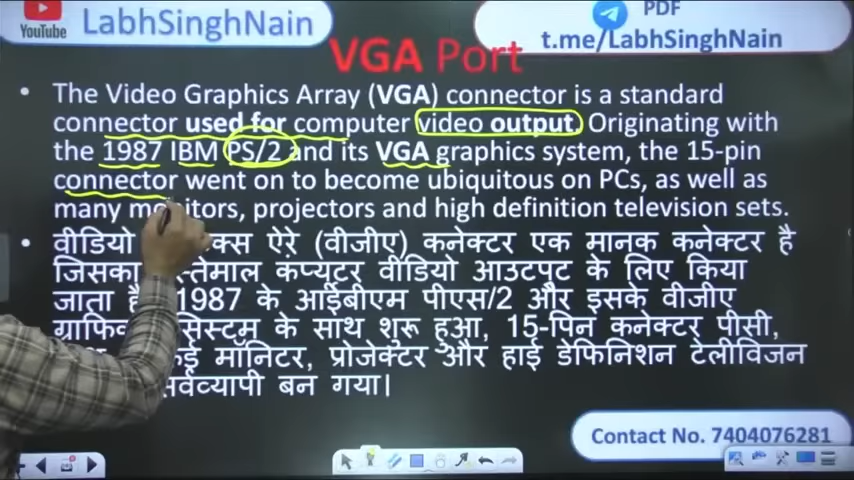 YouTube
LabhSinghNain
PDF
t.me/LabhSinghNain
VGA Port
The Video Graphics Array (VGA) connector is a standard
connector used for computer video output. Originating with
the 1987 IBM PS/2 and its VGA graphics system, the 15-pin
connector went on to become ubiquitous on PCs, as well as
many monitors, projectors and high definition television sets.
वीडियो ऐरे (वीजीए) कनेक्टर एक मानक कनेक्टर है
जिसका कंप्यूटर वीडियो आउटपुट के लिए किया
जाता 1987 के आईबीएम पीएस/2 और इसके वीजीए
सिस्टम के साथ शुरू हुआ, 15-पिन कनेक्टर पीसी,
मॉनिटर, प्रोजेक्टर और हाई डेफिनिशन टेलीविजन
सर्वव्यापी बन गया।
Contact No. 7404076281